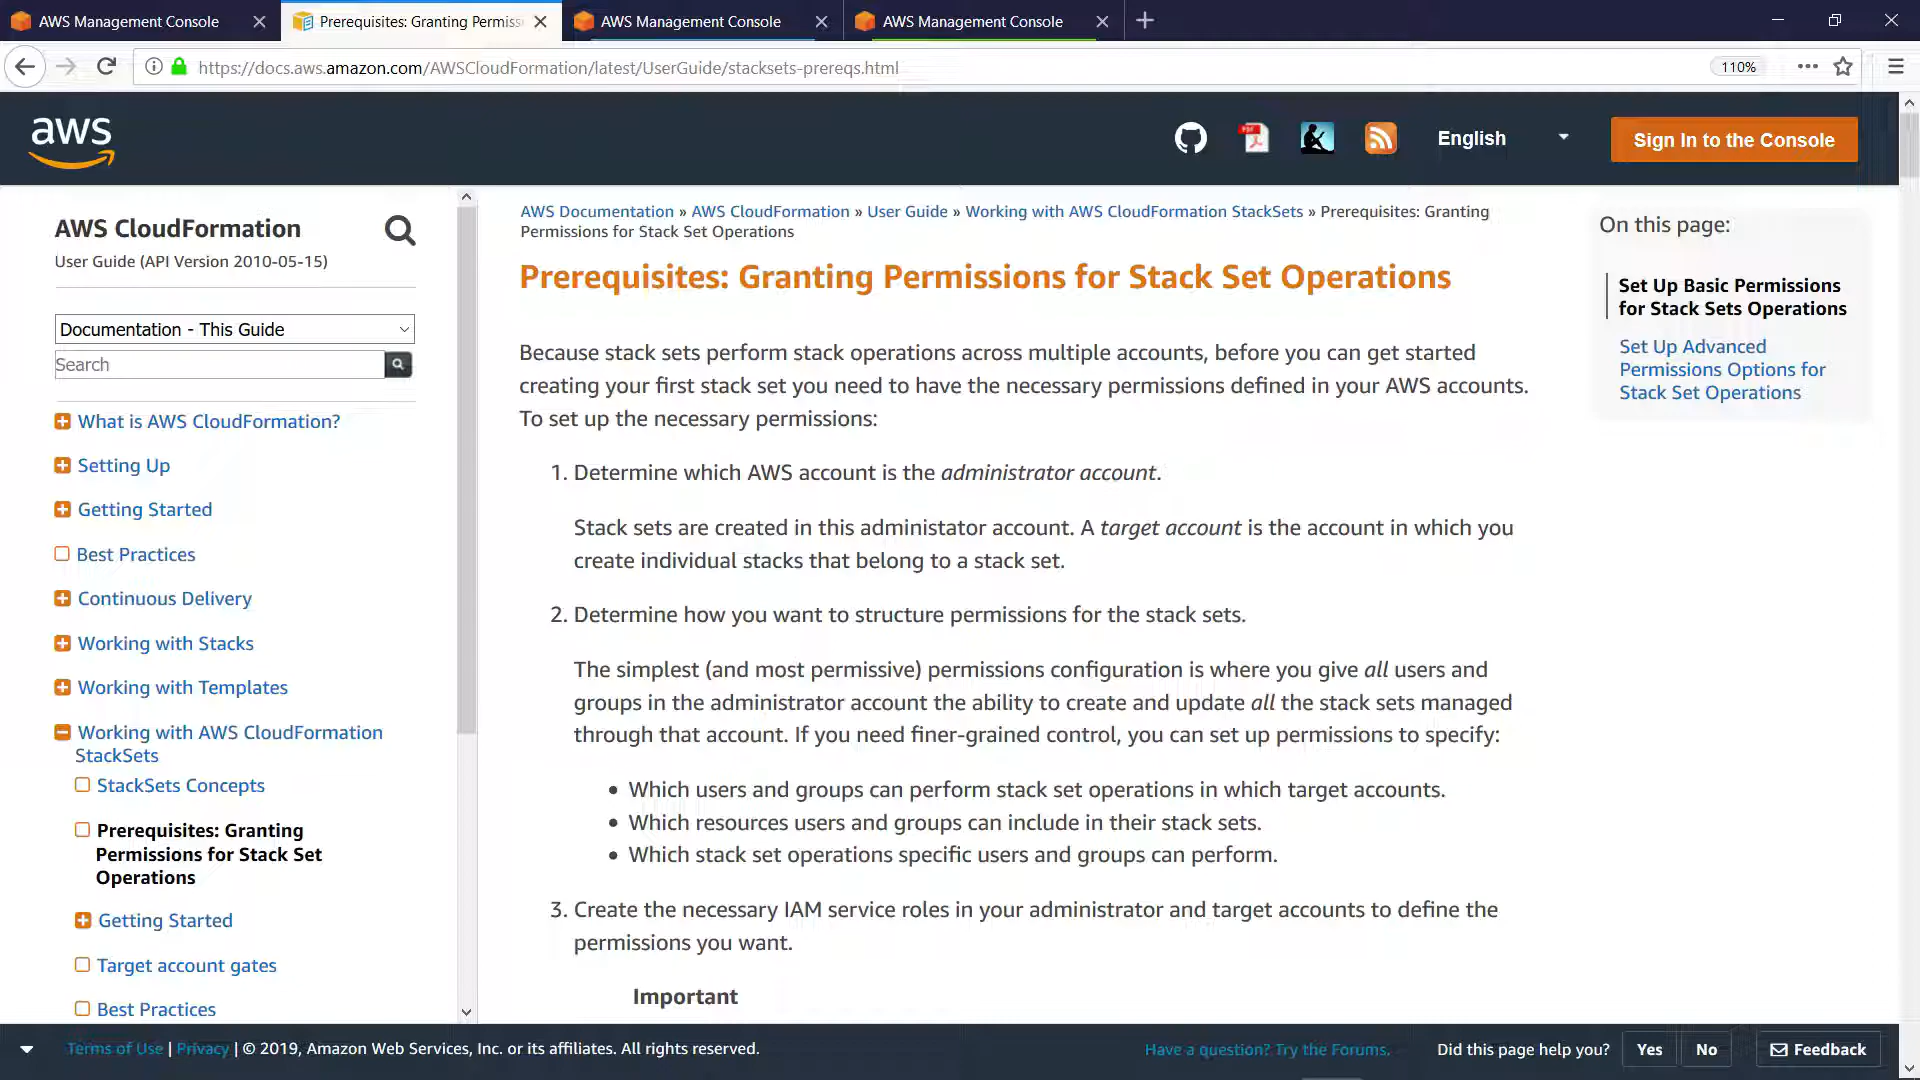 AWS Management Console
Prerequisites: Granting Permiss
AWS Management Console
AWS Management Console
https://docs.aws.amazon.com/AWSCloudFormation/latest/UserGuide/stacksets-prereqs.html
110%
aws
PDF
English
Sign In to the Console
AWS CloudFormation
User Guide (API Version 2010-05-15)
Documentation - This Guide
Search
What is AWS CloudFormation?
Setting Up
Getting Started
Best Practices
Continuous Delivery
Working with Stacks
Working with Templates
Working with AWS CloudFormation
StackSets
StackSets Concepts
Prerequisites: Granting
Permissions for Stack Set
Operations
Getting Started
Target account gates
Best Practices
AWS Documentation » AWS CloudFormation » User Guide » Working with AWS CloudFormation StackSets » Prerequisites: Granting
Permissions for Stack Set Operations
Prerequisites: Granting Permissions for Stack Set Operations
Because stack sets perform stack operations across multiple accounts, before you can get started
creating your first stack set you need to have the necessary permissions defined in your AWS accounts.
To set up the necessary permissions:
1. Determine which AWS account is the administrator account.
Stack sets are created in this administator account. A target account is the account in which you
create individual stacks that belong to a stack set.
2. Determine how you want to structure permissions for the stack sets.
The simplest (and most permissive) permissions configuration is where you give all users and
groups in the administrator account the ability to create and update all the stack sets managed
through that account. If you need finer-grained control, you can set up permissions to specify:
• Which users and groups can perform stack set operations in which target accounts.
• Which resources users and groups can include in their stack sets.
• Which stack set operations specific users and groups can perform.
3. Create the necessary IAM service roles in your administrator and target accounts to define the
permissions you want.
Important
On this page:
Set Up Basic Permissions
for Stack Sets Operations
Set Up Advanced
Permissions Options for
Stack Set Operations
Terms of Use | Privacy | © 2019, Amazon Web Services, Inc. or its affiliates. All rights reserved.
Have a question? Try the Forums.
Did this page help you?
Yes
No
Feedback